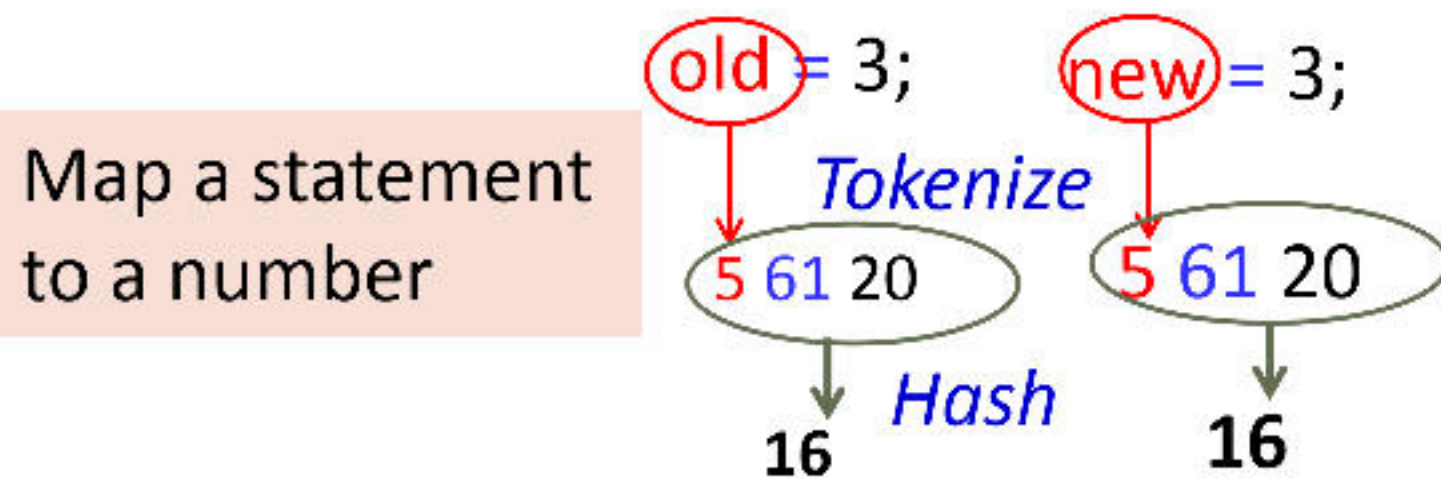 old = 3;
new = 3;
Map a statement
to a number
Tokenize
5 61 20
5 61 20
Hash
16
16